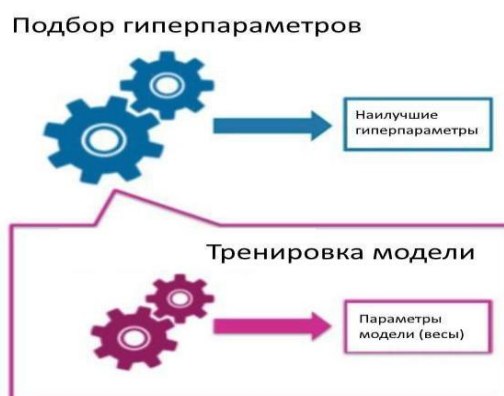 Подбор гиперпараметров
Наилучшие
гиперпараметры
Тренировка модели
Параметры
модели (весы)